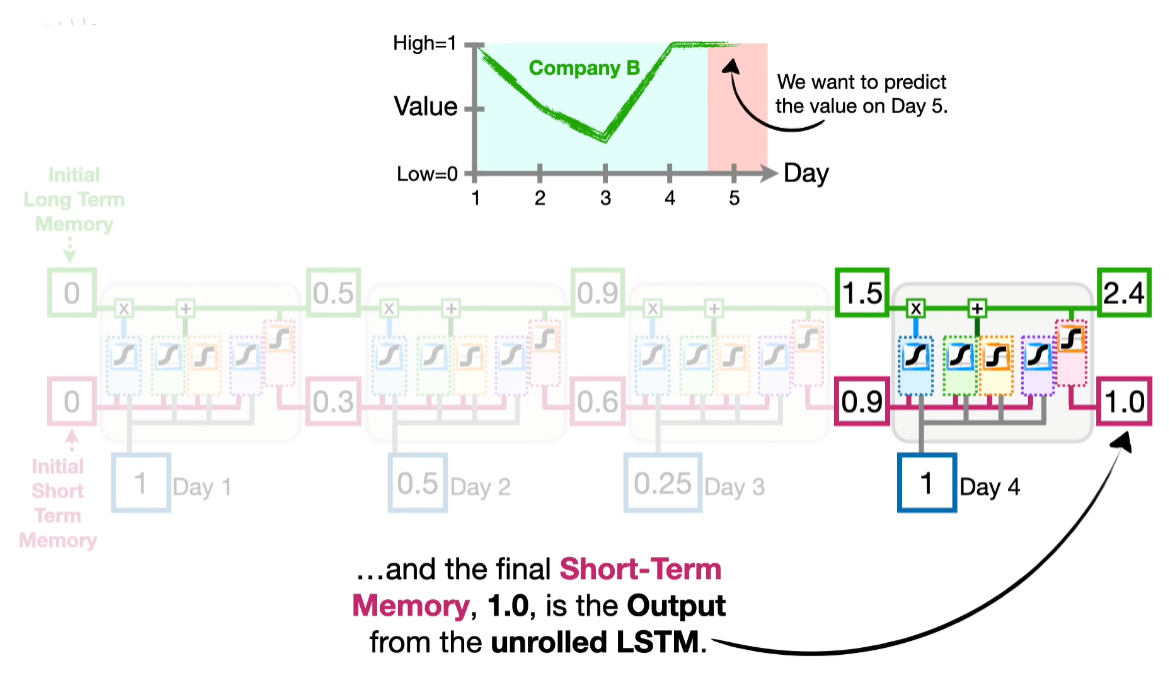 High=1
Company B
Value
We want to predict
the value on Day 5.
Low=0
Day
1 2 3 4 5
Initial
Long Term
Memory
0 0.5 0.9 1.5 2.4
x + x + x + x +
0 0.3 0.6 0.9 1.0
Initial
Short
Term
Memory
1 Day 1 0.5 Day 2 0.25 Day 3 1 Day 4
...and the final Short-Term
Memory, 1.0, is the Output
from the unrolled LSTM.